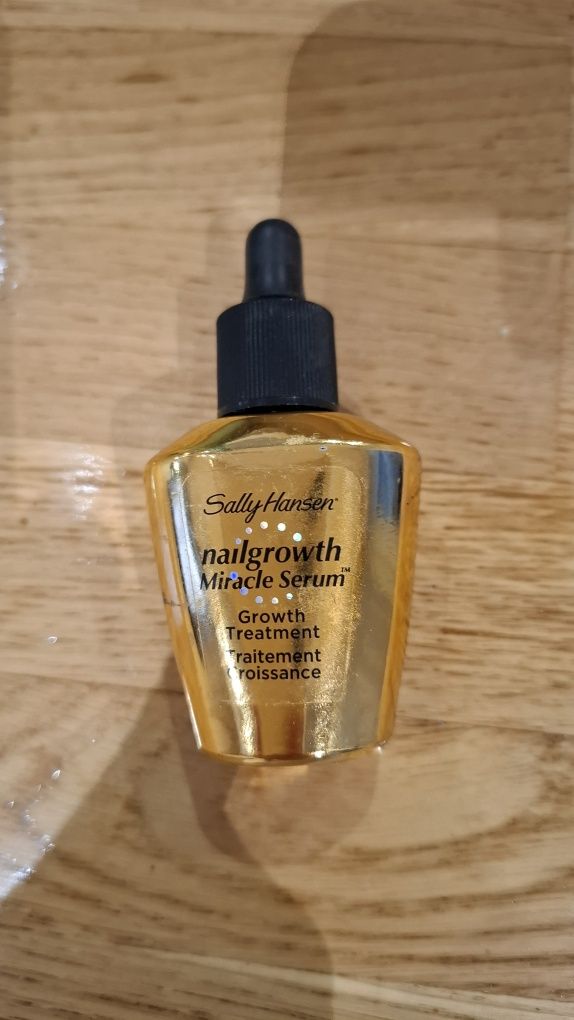 Sally Hansen®
nailgrowth
Miracle Serum™
Growth
Treatment
Traitement
Croissance